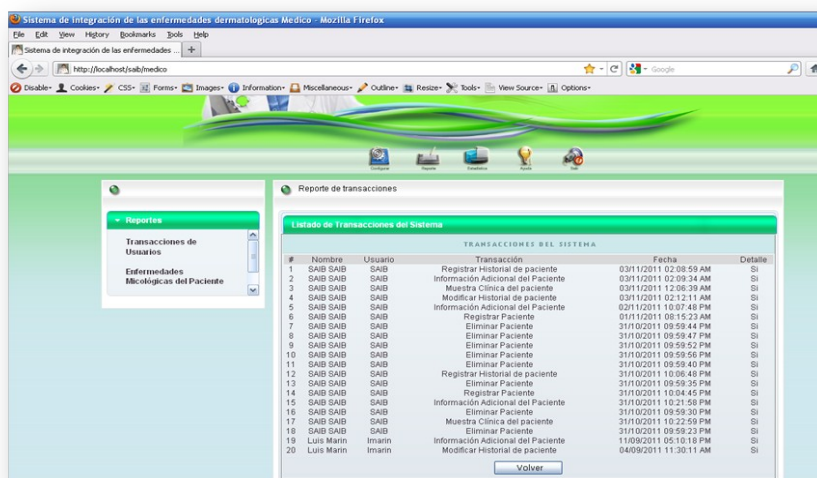 Sistema de integración de las enfermedades dermatologicas Medico - Mozilla Firefox
File Edit View History Bookmarks Tools Help
Sistema de integración de las enfermedades ...
http://localhost/saib/medico
Google
Disable Cookies CSS Forms Images Information Miscellaneous Outline Resize Tools View Source Options
Configurar Reporte Estadística Ayuda Salir
Reporte de transacciones
Reportes
Transacciones de
Usuarios
Enfermedades
Micológicas del Paciente
Listado de Transacciones del Sistema
TRANSACCIONES DEL SISTEMA
# Nombre Usuario Transacción Fecha Detalle
1 SAIB SAIB SAIB Registrar Historial de paciente 03/11/2011 02:08:59 AM Si
2 SAIB SAIB SAIB Información Adicional del Paciente 03/11/2011 02:09:34 AM Si
3 SAIB SAIB SAIB Muestra Clínica del paciente 03/11/2011 12:06:39 AM Si
4 SAIB SAIB SAIB Modificar Historial de paciente 03/11/2011 02:12:11 AM Si
5 SAIB SAIB SAIB Información Adicional del Paciente 02/11/2011 10:07:48 PM Si
6 SAIB SAIB SAIB Registrar Paciente 01/11/2011 08:15:23 AM Si
7 SAIB SAIB SAIB Eliminar Paciente 31/10/2011 09:59:44 PM Si
8 SAIB SAIB SAIB Eliminar Paciente 31/10/2011 09:59:47 PM Si
9 SAIB SAIB SAIB Eliminar Paciente 31/10/2011 09:59:52 PM Si
10 SAIB SAIB SAIB Eliminar Paciente 31/10/2011 09:59:56 PM Si
11 SAIB SAIB SAIB Eliminar Paciente 31/10/2011 09:59:40 PM Si
12 SAIB SAIB SAIB Registrar Historial de paciente 31/10/2011 10:06:48 PM Si
13 SAIB SAIB SAIB Eliminar Paciente 31/10/2011 09:59:35 PM Si
14 SAIB SAIB SAIB Registrar Paciente 31/10/2011 10:04:45 PM Si
15 SAIB SAIB SAIB Información Adicional del Paciente 31/10/2011 10:21:58 PM Si
16 SAIB SAIB SAIB Eliminar Paciente 31/10/2011 09:59:30 PM Si
17 SAIB SAIB SAIB Muestra Clínica del paciente 31/10/2011 10:22:59 PM Si
18 SAIB SAIB SAIB Eliminar Paciente 31/10/2011 09:59:23 PM Si
19 Luis Marin lmarin Información Adicional del Paciente 11/09/2011 05:10:18 PM Si
20 Luis Marin lmarin Modificar Historial de paciente 04/09/2011 11:30:11 AM Si
Volver